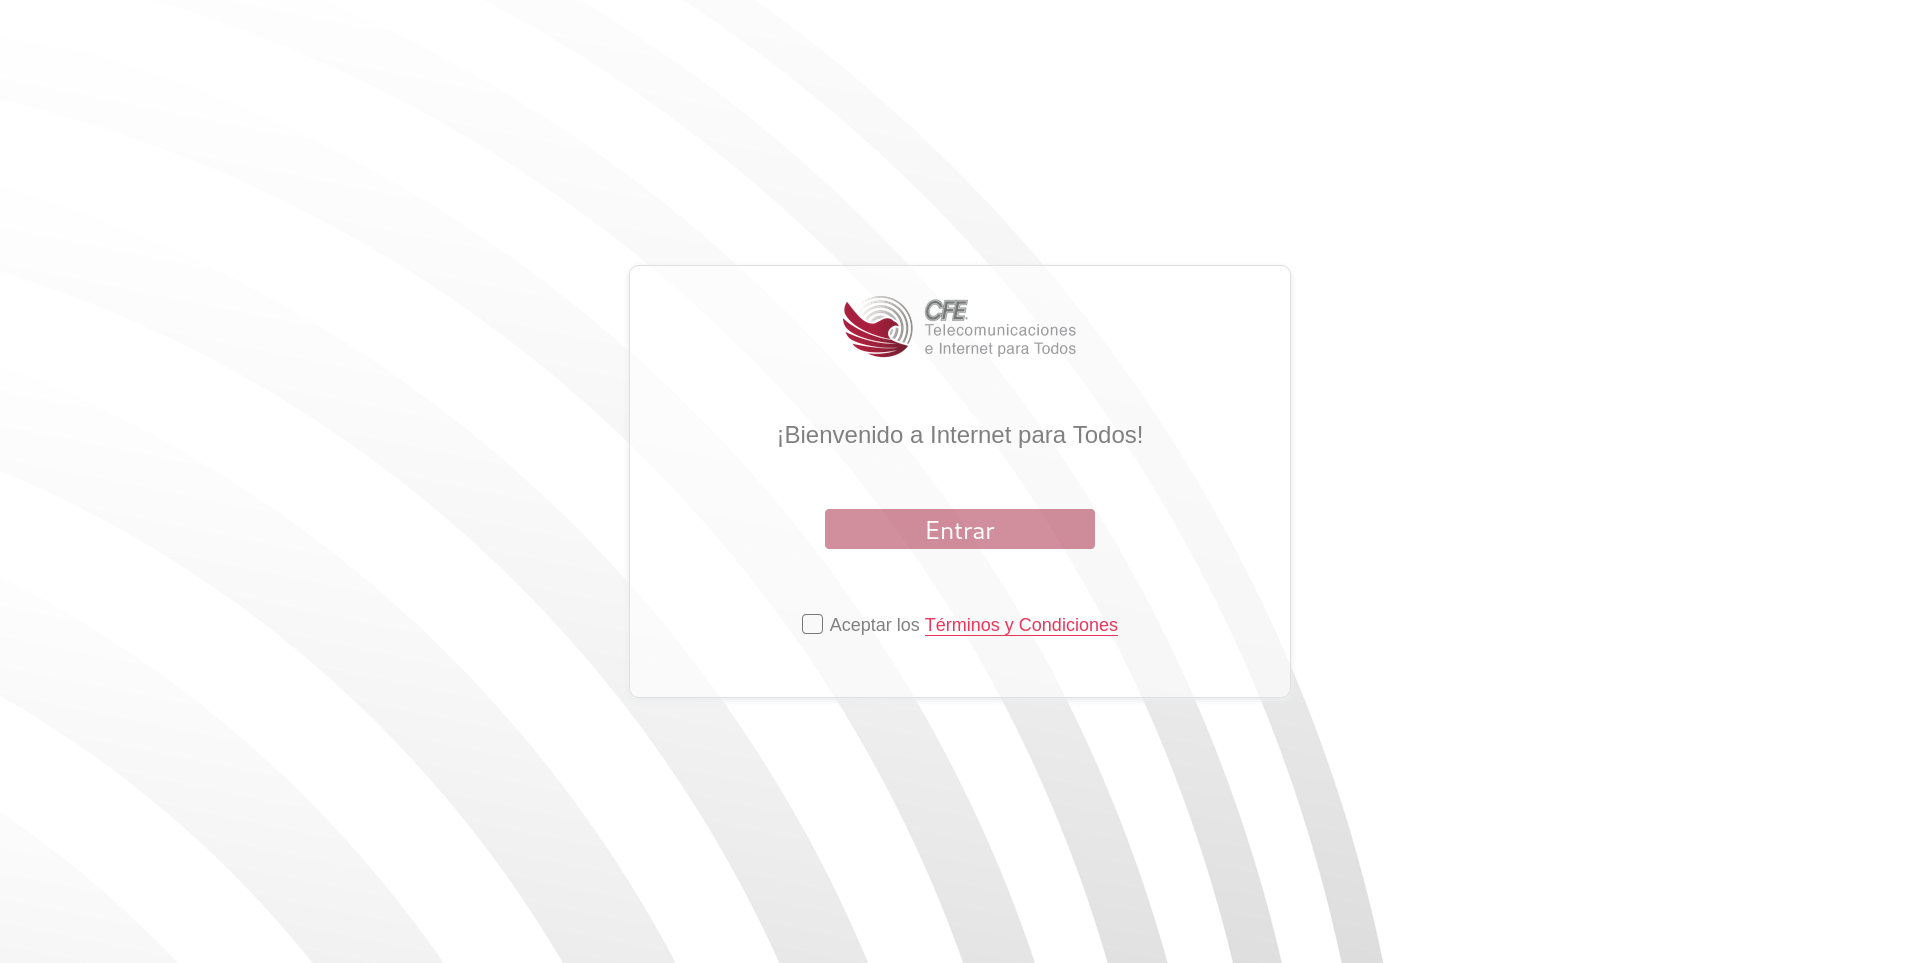 CFE
Telecomunicaciones
e Internet para Todos
¡Bienvenido a Internet para Todos!
Entrar
Aceptar los Términos y Condiciones